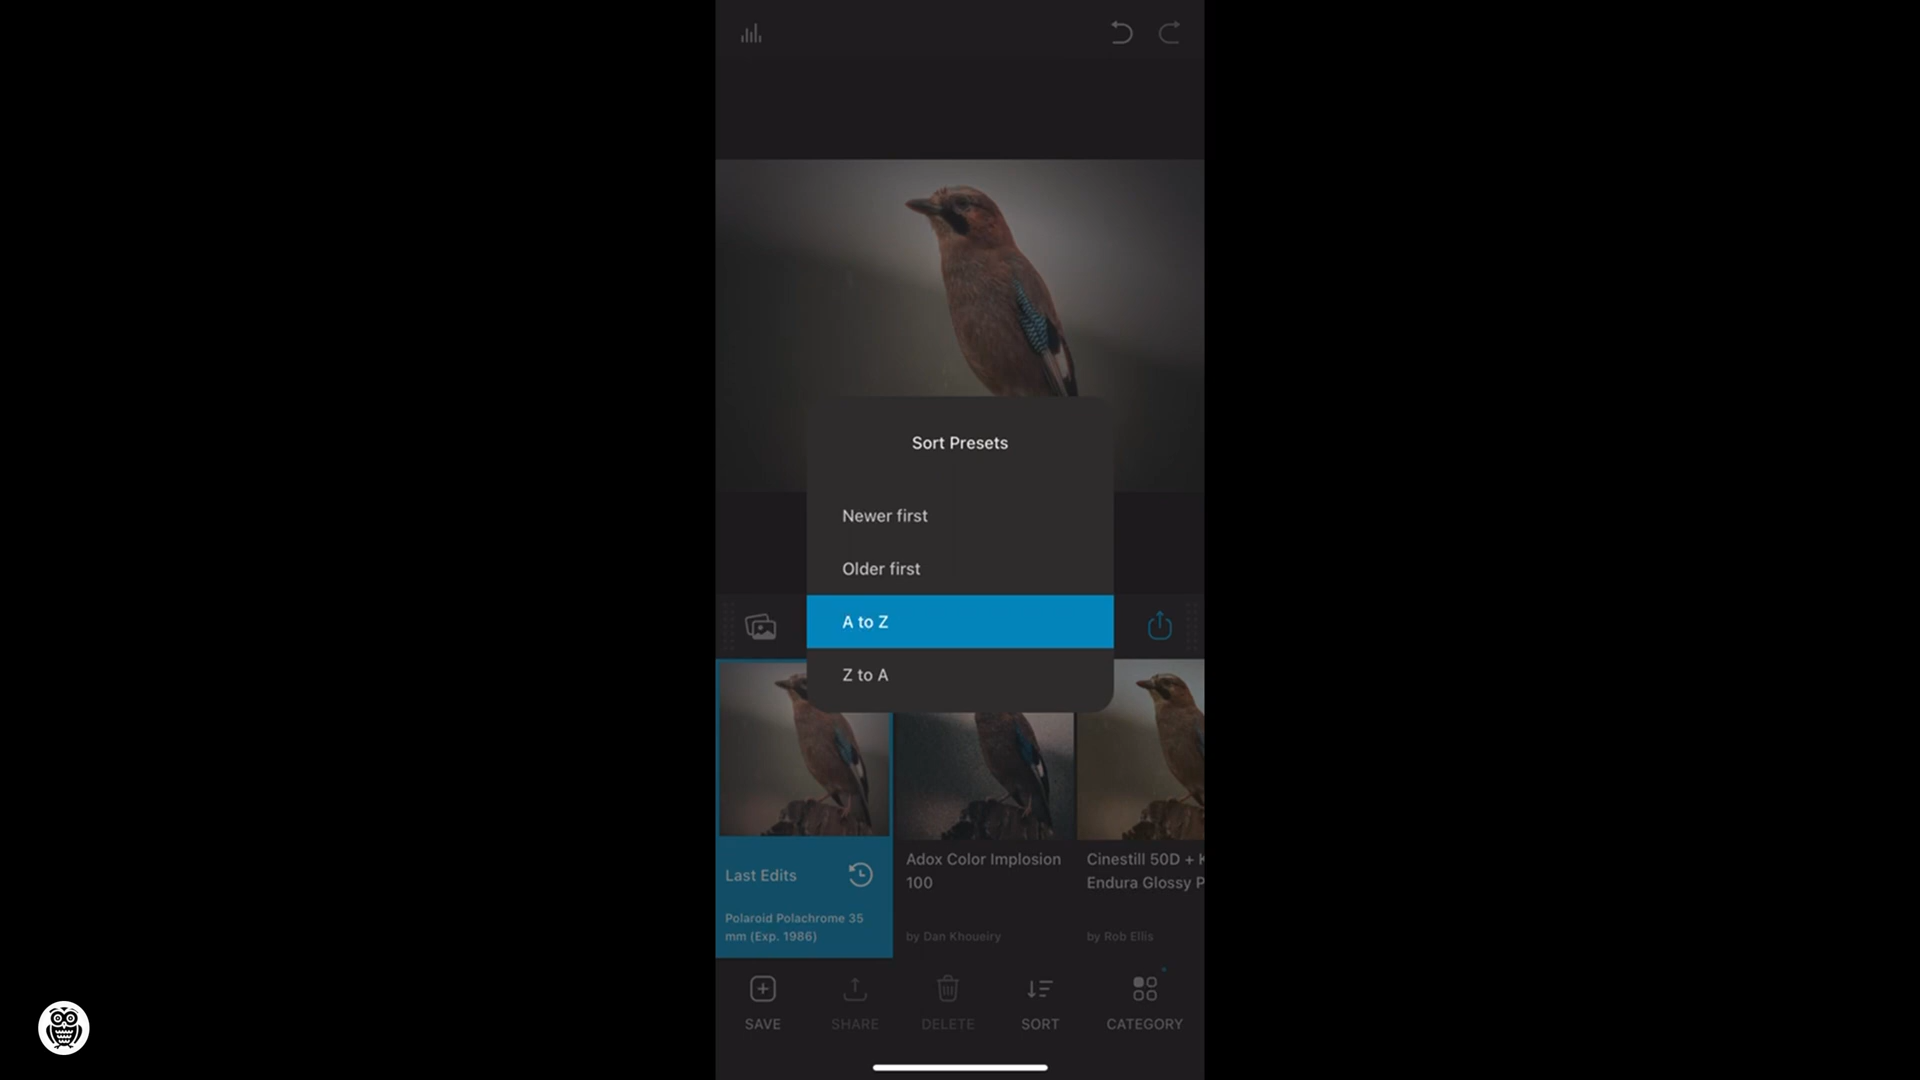 Sort Presets
Newer first
Older first
A to Z
Z to A
Last Edits
Polaroid Polachrome 35
mm (Exp. 1986)
Adox Color Implosion
100
by Dan Khoueiry
Cinestill 50D + K
Endura Glossy P
by Rob Ellis
SAVE
SHARE
DELETE
SORT
CATEGORY